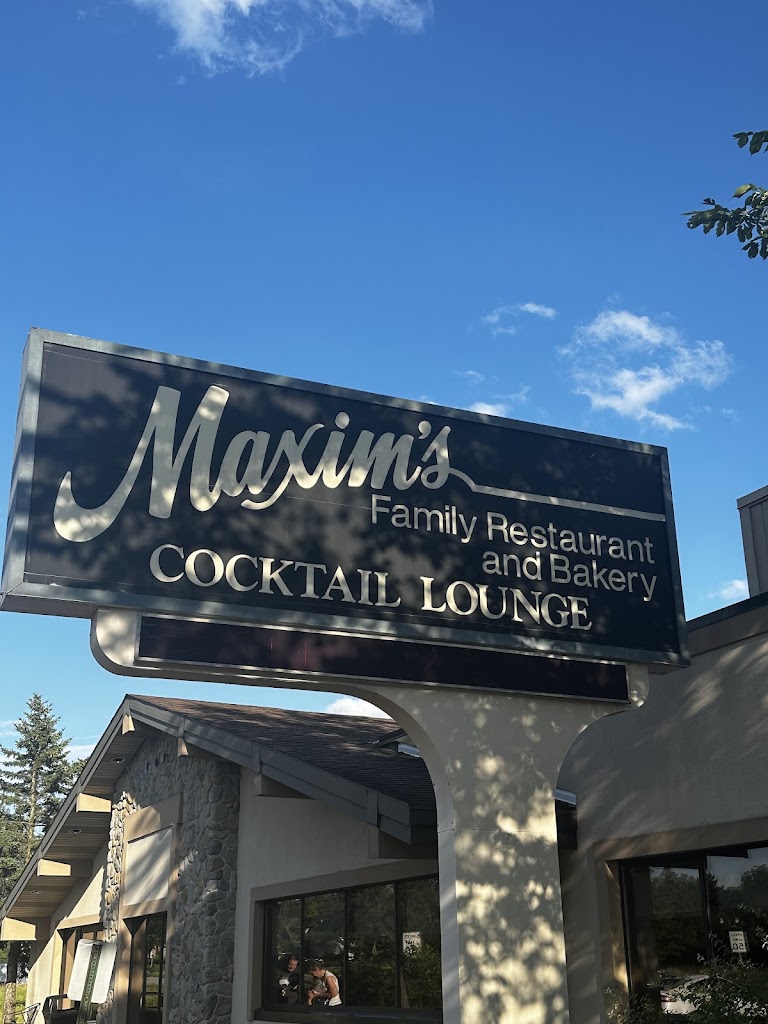 Maxim's
Family Restaurant
and Bakery
COCKTAIL LOUNGE